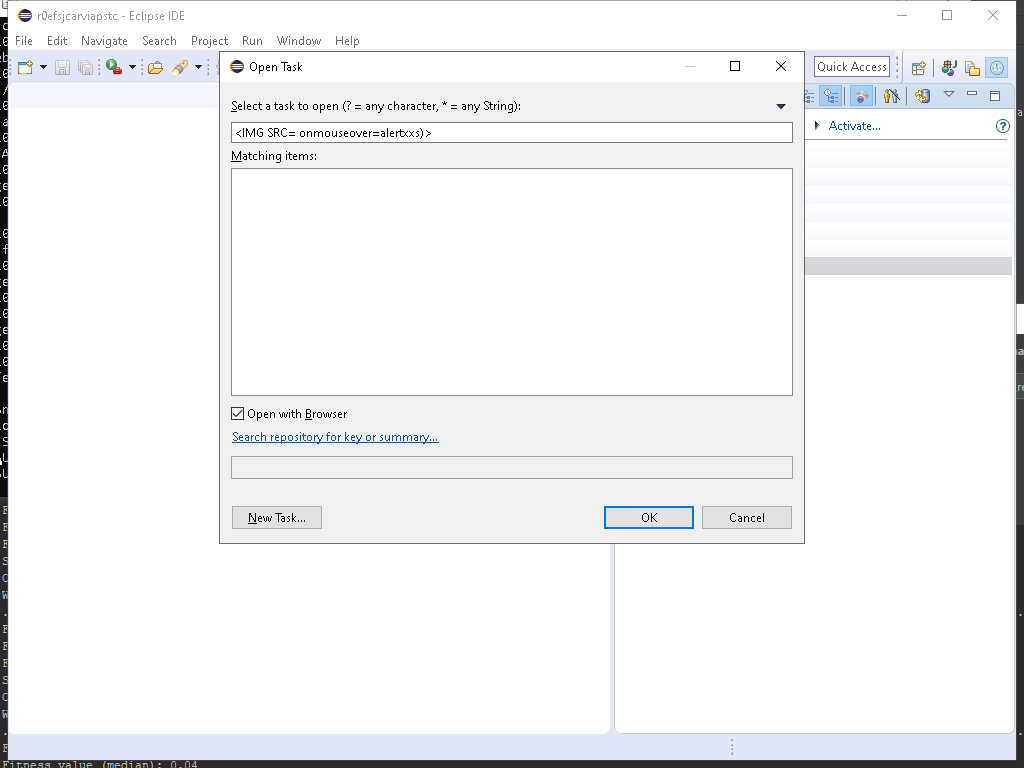 r0efsjcarviapstc - Eclipse IDE
File Edit Navigate Search Project Run Window Help
Open Task
Quick Access
Select a task to open (? = any character, * = any String):
<IMG SRC= onmouseover=alertxxs)>
Activate...
Matching items:
Open with Browser
Search repository for key or summary...
New Task...
OK
Cancel
Fitness value (median): 0.04